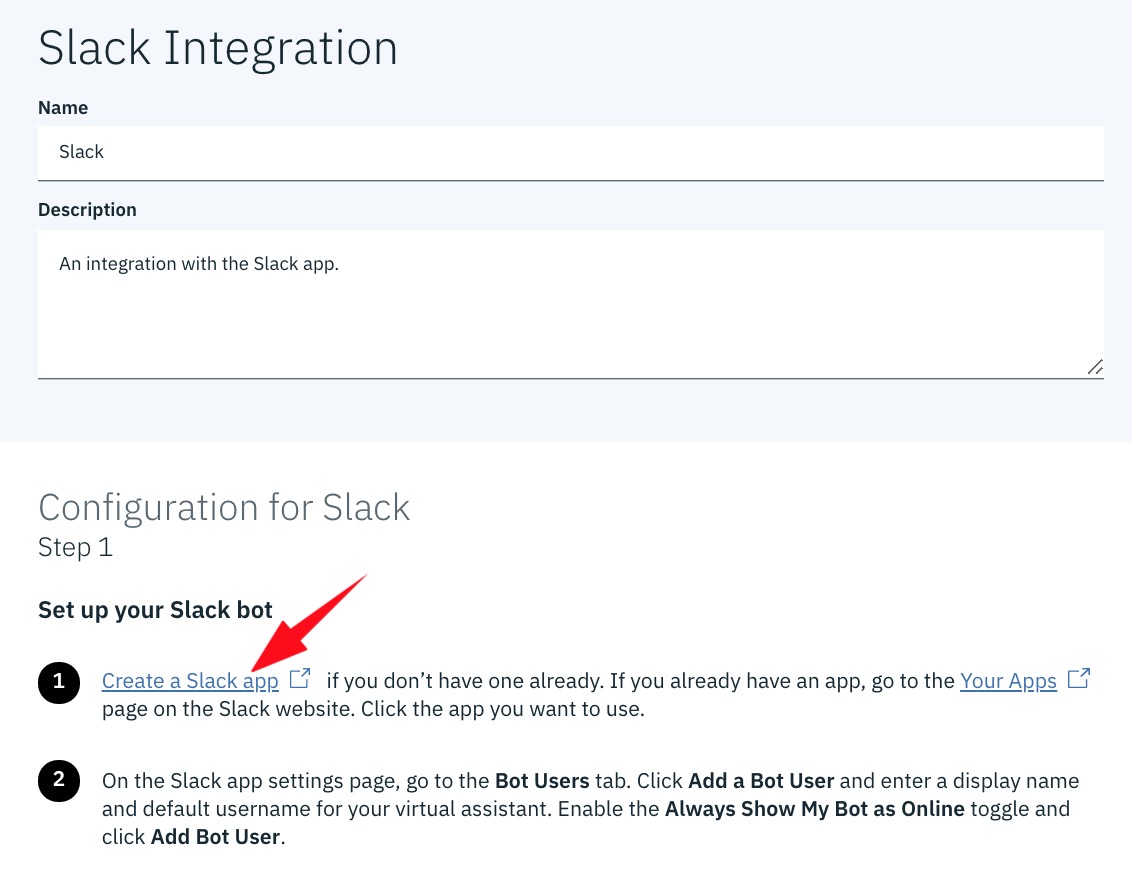 Slack Integration
Name
Slack
Description
An integration with the Slack app.
Configuration for Slack
Step 1
Set up your Slack bot
1 Create a Slack app if you don’t have one already. If you already have an app, go to the Your Apps
page on the Slack website. Click the app you want to use.
2 On the Slack app settings page, go to the Bot Users tab. Click Add a Bot User and enter a display name
and default username for your virtual assistant. Enable the Always Show My Bot as Online toggle and
click Add Bot User.